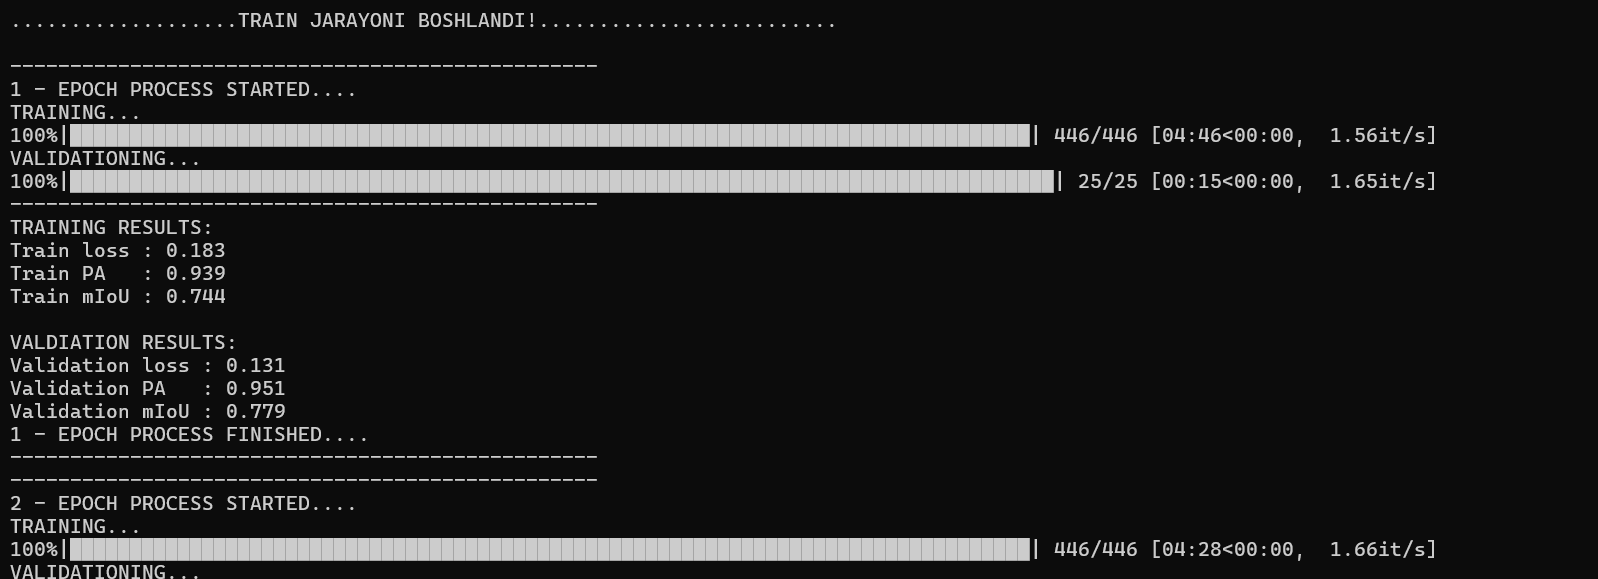 ...................TRAIN JARAYONI BOSHLANDI!.........................
-------------------------------------------------
1 - EPOCH PROCESS STARTED....
TRAINING...
100%| 446/446 [04:46<00:00,  1.56it/s]
VALIDATIONING...
100%| 25/25 [00:15<00:00,  1.65it/s]
-------------------------------------------------
TRAINING RESULTS:
Train loss : 0.183
Train PA   : 0.939
Train mIoU : 0.744
VALDIATION RESULTS:
Validation loss : 0.131
Validation PA   : 0.951
Validation mIoU : 0.779
1 - EPOCH PROCESS FINISHED....
-------------------------------------------------
-------------------------------------------------
2 - EPOCH PROCESS STARTED....
TRAINING...
100%| 446/446 [04:28<00:00,  1.66it/s]
VALIDATIONING...